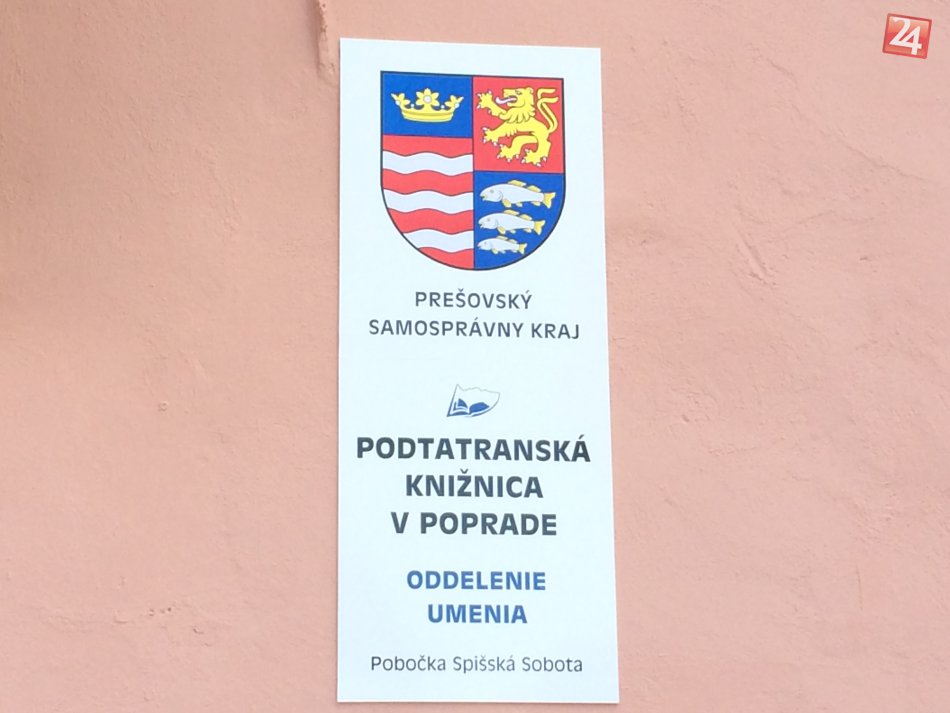 24
PREŠOVSKÝ
SAMOSPRÁVNY KRAJ
PODTATRANSKÁ
KNIŽNICA
V POPRADE
ODDELENIE
UMENIA
Pobočka Spišská Sobota